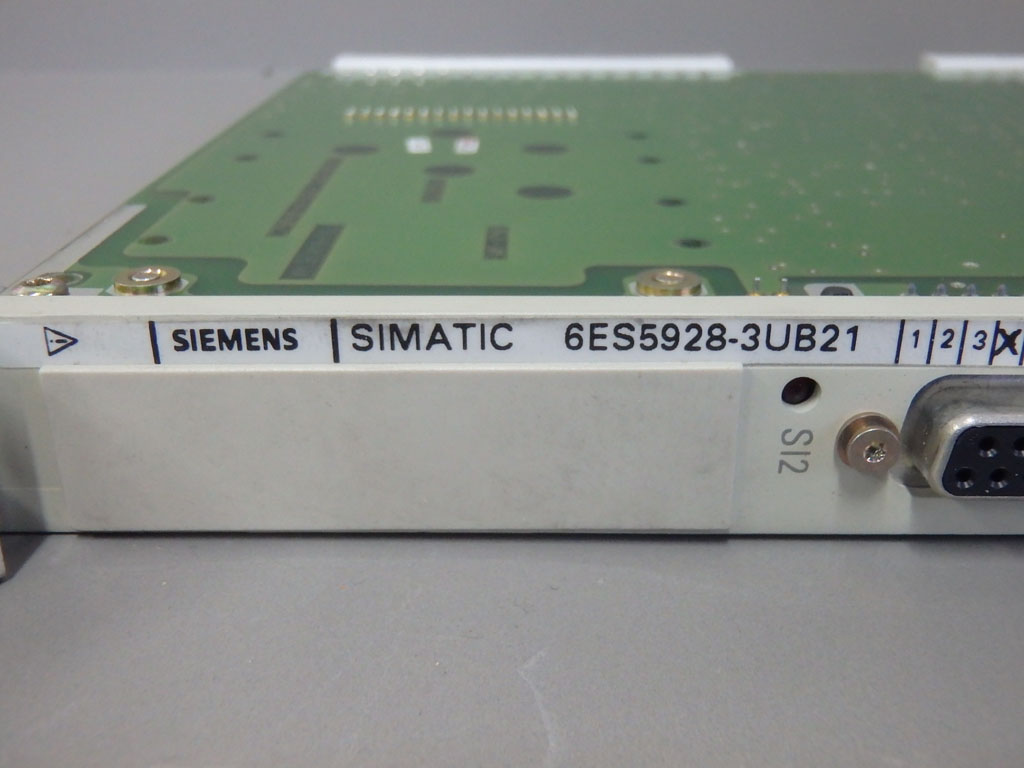 SIEMENS SIMATIC 6ES5928-3UB21 1 2 3 X
SI2